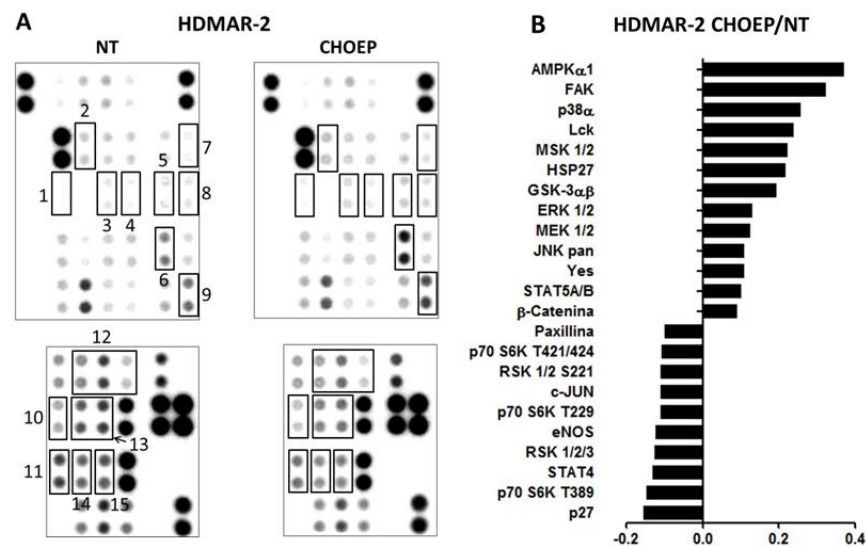 A
HDMAR-2
NT
CHOEP
2
7
5
1
8
3
4
6
9
12
10
13
11
14
15
B
HDMAR-2 CHOEP/NT
AMPKα1
FAK
p38α
Lck
MSK 1/2
HSP27
GSK-3αβ
ERK 1/2
MEK 1/2
JNK pan
Yes
STAT5A/B
β-Catenina
Paxillina
p70 S6K T421/424
RSK 1/2 S221
c-JUN
p70 S6K T229
eNOS
RSK 1/2/3
STAT4
p70 S6K T389
p27
-0.2 0.0 0.2 0.4